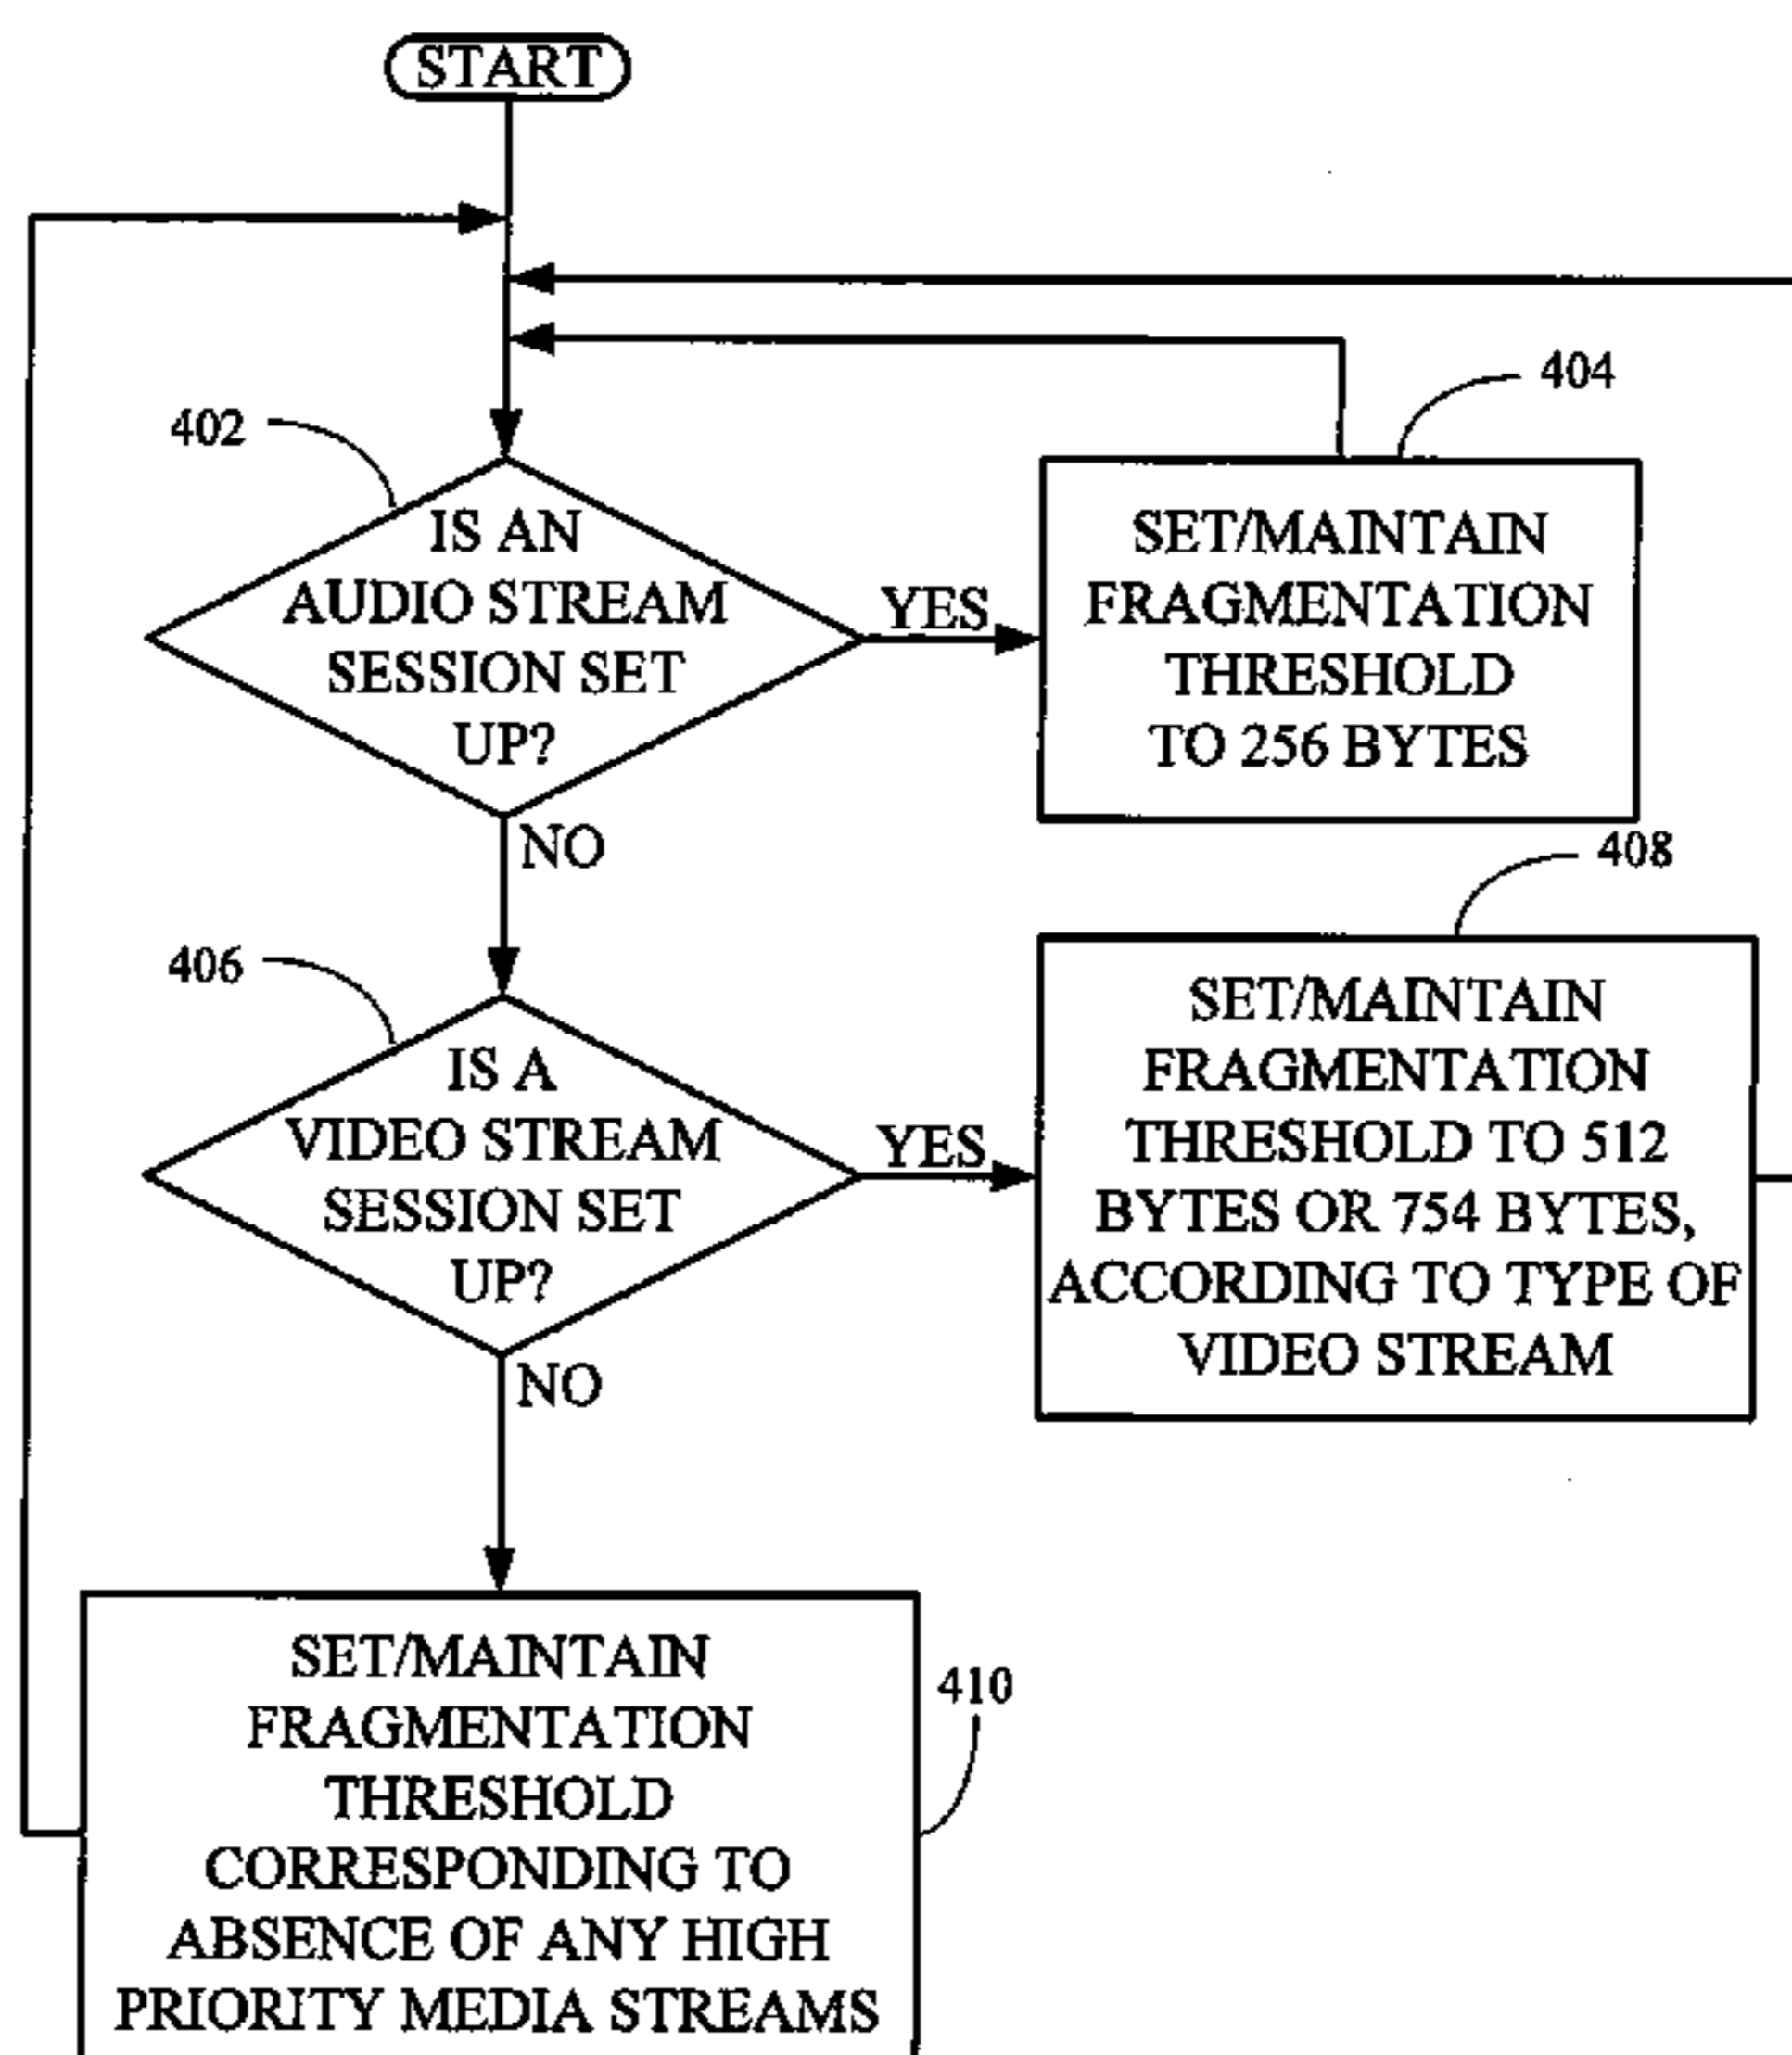 START
402
IS AN
AUDIO STREAM
SESSION SET
UP?
YES
NO
404
SET/MAINTAIN
FRAGMENTATION
THRESHOLD
TO 256 BYTES
406
IS A
VIDEO STREAM
SESSION SET
UP?
YES
NO
408
SET/MAINTAIN
FRAGMENTATION
THRESHOLD TO 512
BYTES OR 754 BYTES,
ACCORDING TO TYPE OF
VIDEO STREAM
SET/MAINTAIN
FRAGMENTATION
THRESHOLD
CORRESPONDING TO
ABSENCE OF ANY HIGH
PRIORITY MEDIA STREAMS
410